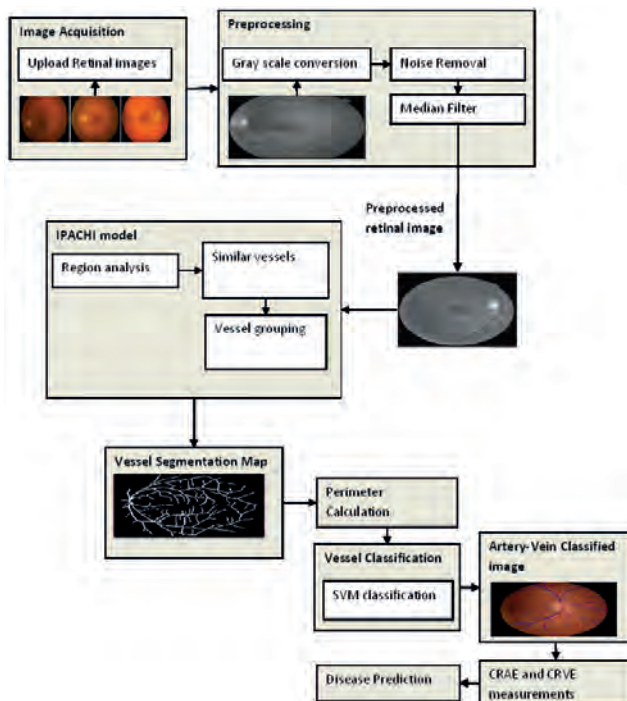 Image Acquisition
Upload Retinal images
Preprocessing
Gray scale conversion
Noise Removal
Median Filter
Preprocessed
retinal image
IPACHI model
Region analysis
Similar vessels
Vessel grouping
Vessel Segmentation Map
Perimeter
Calculation
Vessel Classification
SVM classification
Artery-Vein Classified
image
CRAE and CRVE
measurements
Disease Prediction